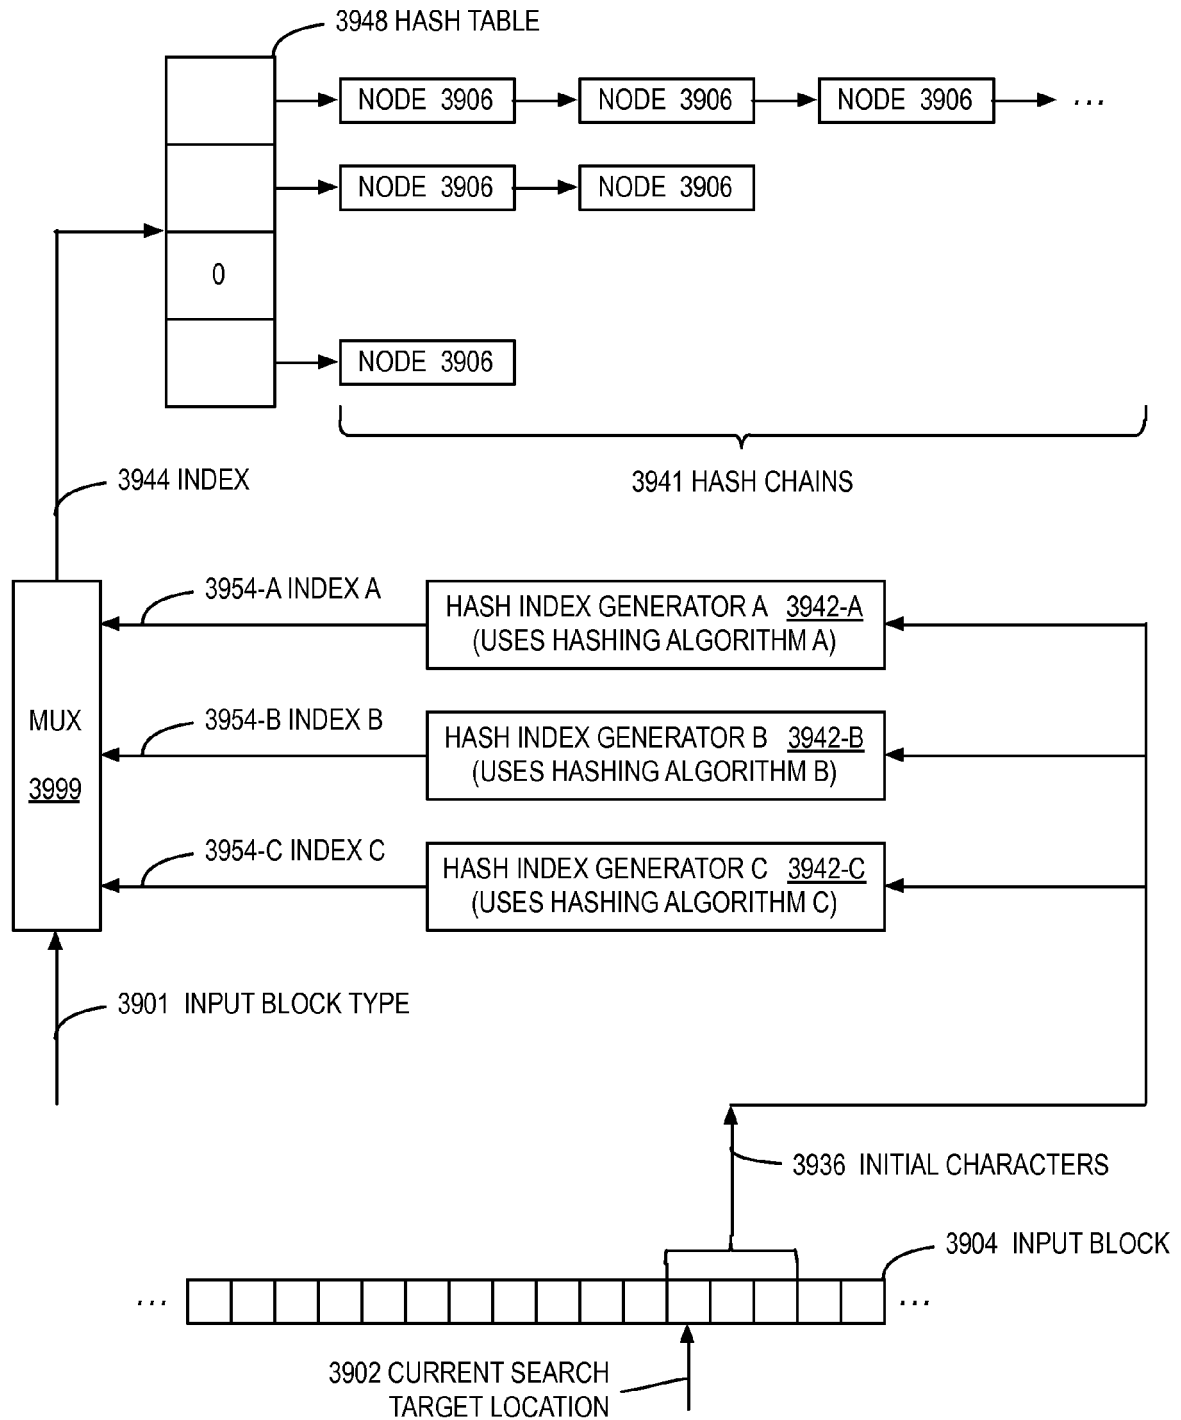 3948 HASH TABLE
NODE 3906
NODE 3906
NODE 3906
...
NODE 3906
NODE 3906
0
NODE 3906
3944 INDEX
3941 HASH CHAINS
3954-A INDEX A
HASH INDEX GENERATOR A 3942-A
(USES HASHING ALGORITHM A)
MUX
3999
3954-B INDEX B
HASH INDEX GENERATOR B 3942-B
(USES HASHING ALGORITHM B)
3954-C INDEX C
HASH INDEX GENERATOR C 3942-C
(USES HASHING ALGORITHM C)
3901 INPUT BLOCK TYPE
3936 INITIAL CHARACTERS
3904 INPUT BLOCK
...
...
3902 CURRENT SEARCH
TARGET LOCATION